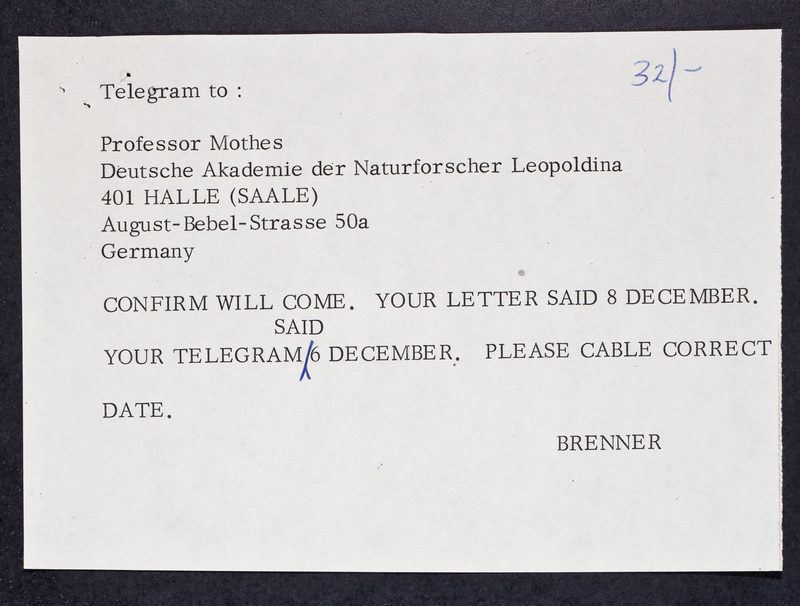 32/-
Telegram to :
Professor Mothes
Deutsche Akademie der Naturforscher Leopoldina
401 HALLE (SAALE)
August-Bebel-Strasse 50a
Germany
CONFIRM WILL COME. YOUR LETTER SAID 8 DECEMBER.
SAID
YOUR TELEGRAM/6 DECEMBER. PLEASE CABLE CORRECT
DATE.
BRENNER